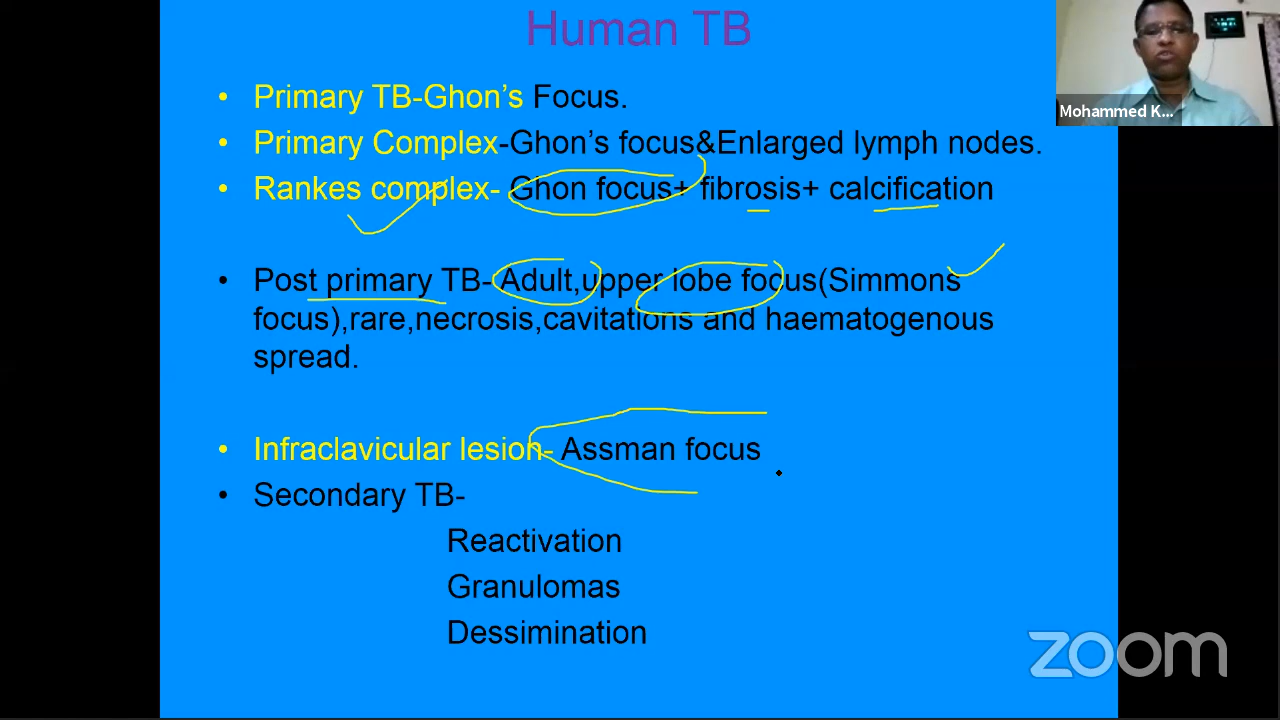 Human TB
• Primary TB-Ghon's Focus.
• Primary Complex-Ghon's focus&Enlarged lymph nodes.
• Rankes complex- Ghon focus+ fibrosis+ calcification
• Post primary TB- Adult,upper lobe focus(Simmons
focus),rare,necrosis,cavitations and haematogenous
spread.
• Infraclavicular lesion- Assman focus
• Secondary TB-
Reactivation
Granulomas
Dessimination
Mohammed K...
zoom